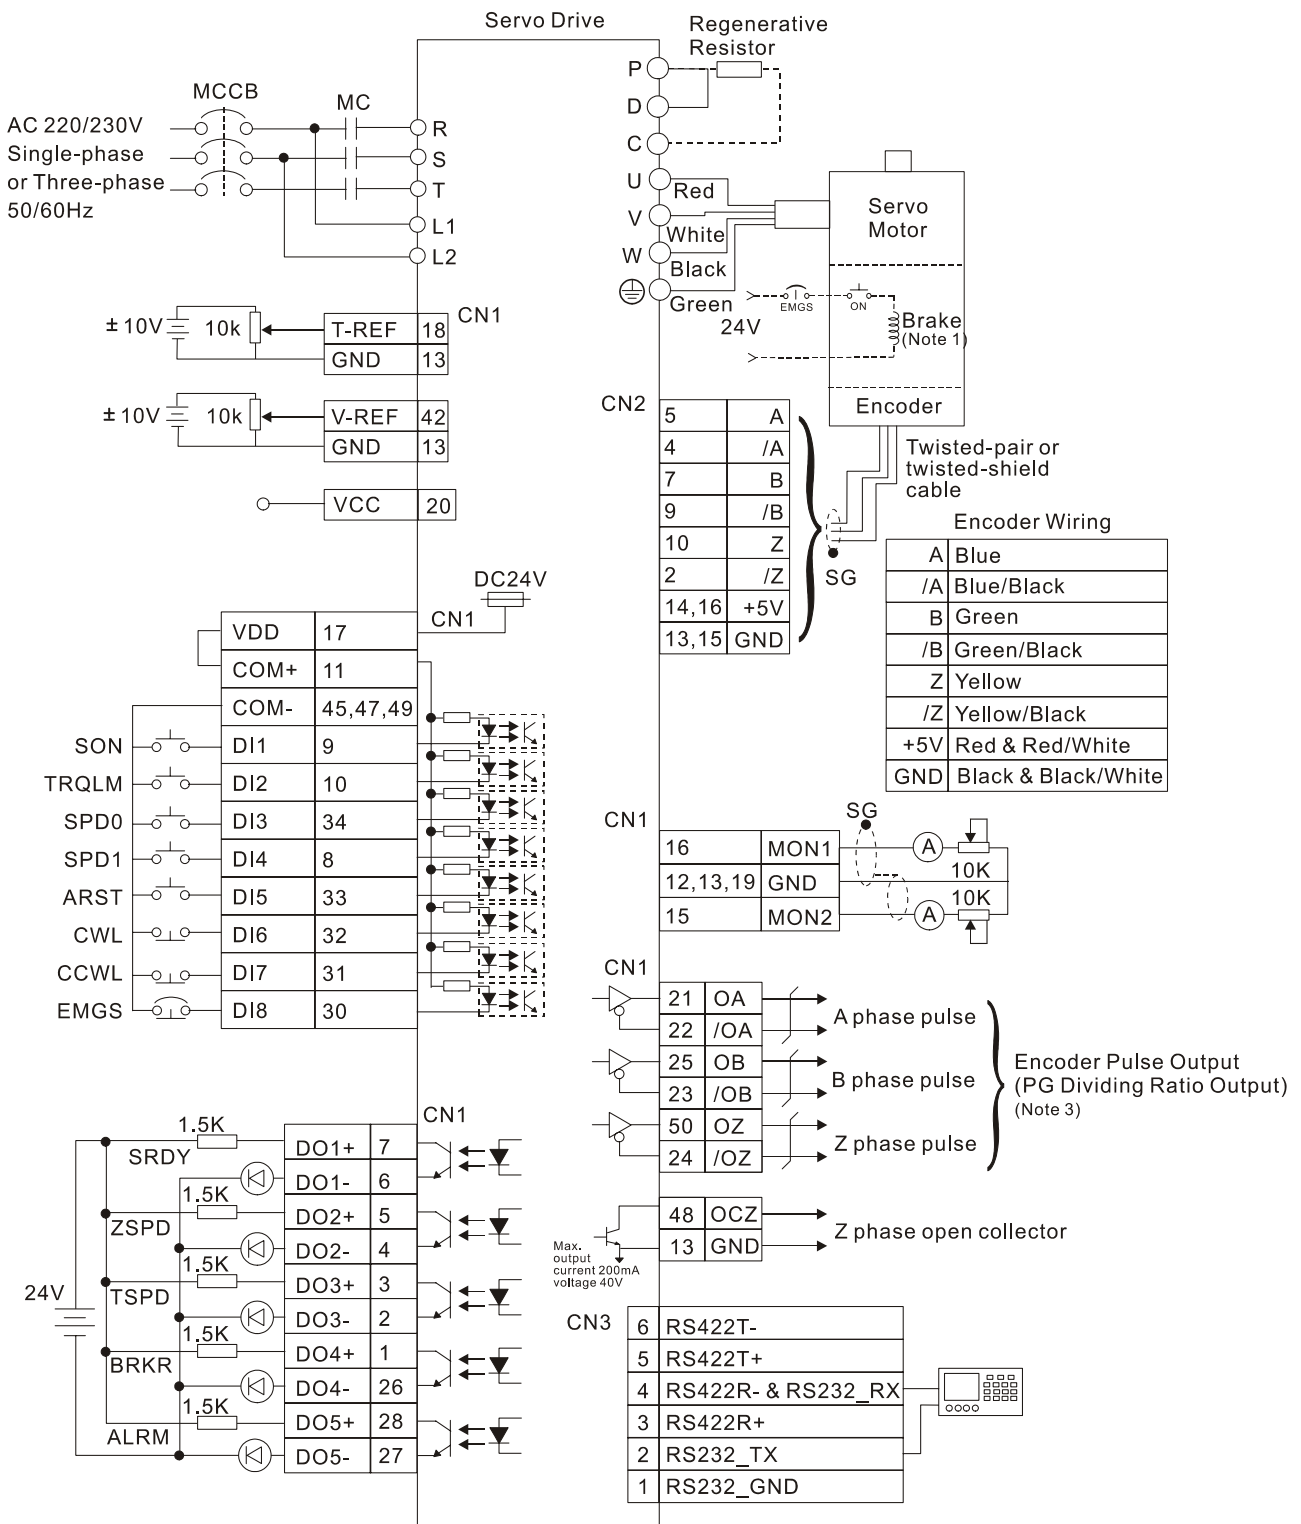 Servo Drive
Regenerative
Resistor
P
D
C
U
V
W
Red
White
Black
Green
MCCB
MC
AC 220/230V
Single-phase
or Three-phase
50/60Hz
R
S
T
L1
L2
Servo
Motor
EMGS
ON
24V
Brake
(Note 1)
Encoder
CN1
± 10V
10k
T-REF 18
GND 13
± 10V
10k
V-REF 42
GND 13
VCC 20
CN2
5 A
4 /A
7 B
9 /B
10 Z
2 /Z
14,16 +5V
13,15 GND
SG
Twisted-pair or
twisted-shield
cable
Encoder Wiring
A Blue
/A Blue/Black
B Green
/B Green/Black
Z Yellow
/Z Yellow/Black
+5V Red & Red/White
GND Black & Black/White
DC24V
CN1
VDD 17
COM+ 11
COM- 45,47,49
SON DI1 9
TRQLM DI2 10
SPD0 DI3 34
SPD1 DI4 8
ARST DI5 33
CWL DI6 32
CCWL DI7 31
EMGS DI8 30
CN1
SG
16 MON1 A
10K
12,13,19 GND
10K
15 MON2 A
CN1
21 OA
22 /OA
A phase pulse
25 OB
23 /OB
B phase pulse
50 OZ
24 /OZ
Z phase pulse
Encoder Pulse Output
(PG Dividing Ratio Output)
(Note 3)
48 OCZ
13 GND
Z phase open collector
Max.
output
current 200mA
voltage 40V
CN1
24V
1.5K
SRDY
DO1+ 7
DO1- 6
1.5K
ZSPD
DO2+ 5
DO2- 4
1.5K
TSPD
DO3+ 3
DO3- 2
1.5K
BRKR
DO4+ 1
DO4- 26
1.5K
ALRM
DO5+ 28
DO5- 27
CN3
6 RS422T-
5 RS422T+
4 RS422R- & RS232_RX
3 RS422R+
2 RS232_TX
1 RS232_GND